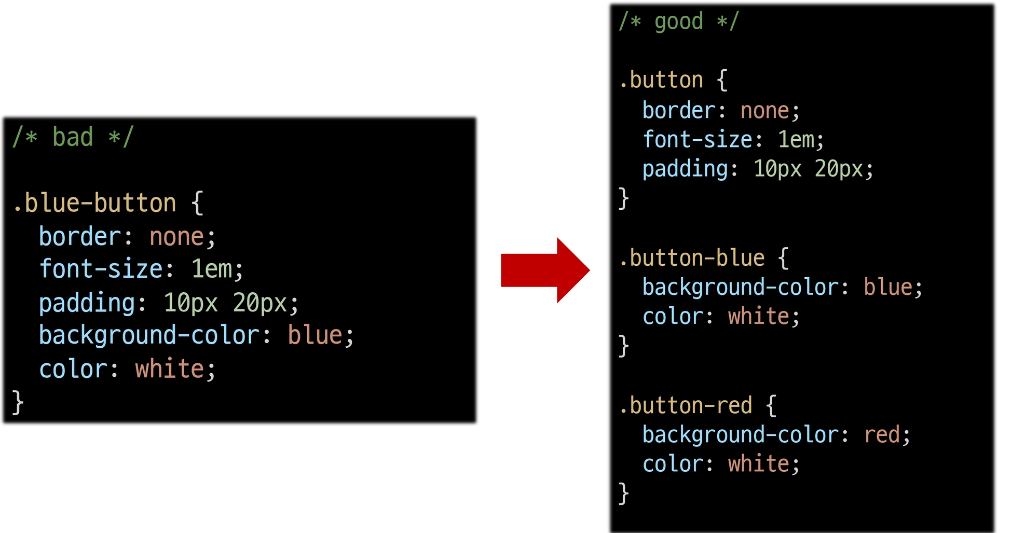 /* bad */
.blue-button {
  border: none;
  font-size: 1em;
  padding: 10px 20px;
  background-color: blue;
  color: white;
}
/* good */
.button {
  border: none;
  font-size: 1em;
  padding: 10px 20px;
}
.button-blue {
  background-color: blue;
  color: white;
}
.button-red {
  background-color: red;
  color: white;
}